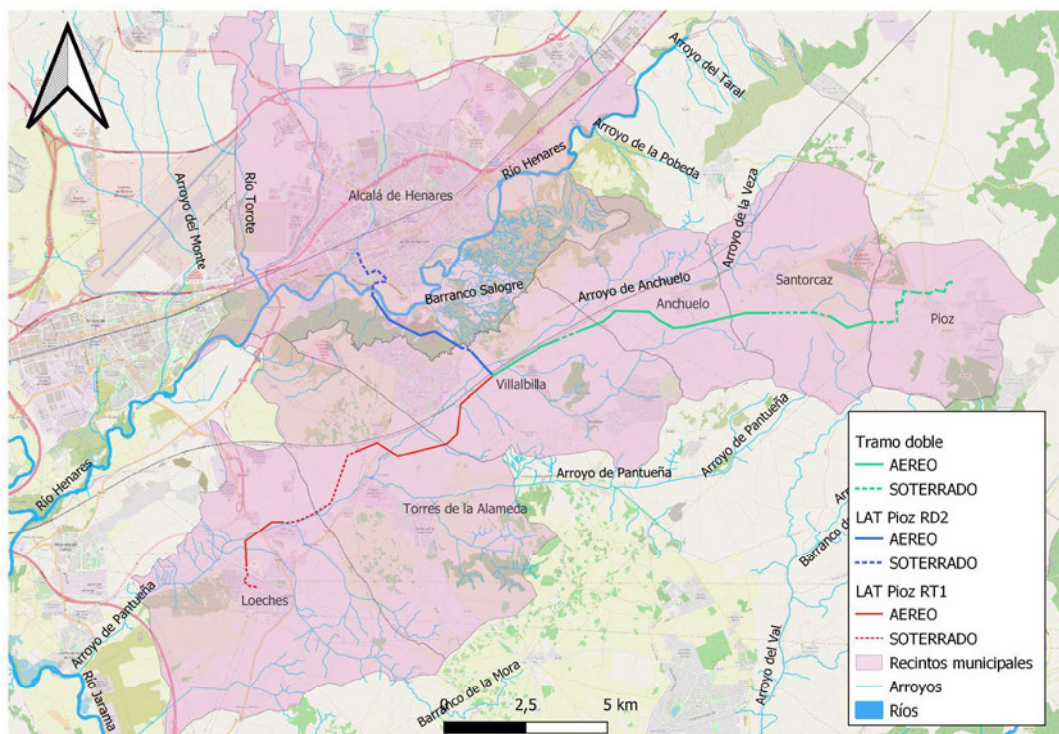 Arroyo del Taral
Río Henares
Arroyo de la Pobeda
Río Torote
Arroyo del Monte
Alcalá de Henares
Arroyo de la Veza
Barranco Salogre
Arroyo de Anchuelo
Anchuelo
Santorcaz
Pioz
Villalbilla
Río Henares
Arroyo de Pantueña
Arroyo de Pantueña
Torres de la Alameda
Loeches
Arroyo de Pantueña
Río Jarama
Barranco de la Mora
Arroyo del Val
Barranco de
0 2,5 5 km
Tramo doble
AEREO
SOTERRADO
LAT Pioz RD2
AEREO
SOTERRADO
LAT Pioz RT1
AEREO
SOTERRADO
Recintos municipales
Arroyos
Ríos